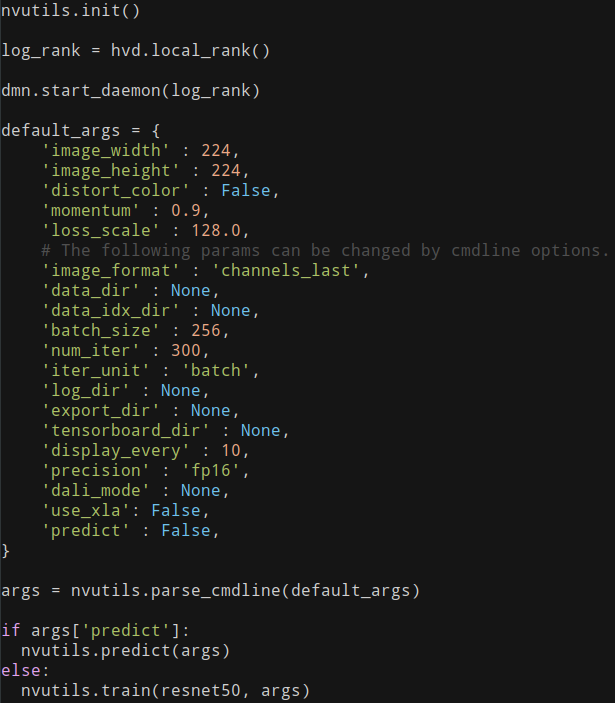 nvutils.init()

log_rank = hvd.local_rank()

dmn.start_daemon(log_rank)

default_args = {
    'image_width' : 224,
    'image_height' : 224,
    'distort_color' : False,
    'momentum' : 0.9,
    'loss_scale' : 128.0,
    # The following params can be changed by cmdline options.
    'image_format' : 'channels_last',
    'data_dir' : None,
    'data_idx_dir' : None,
    'batch_size' : 256,
    'num_iter' : 300,
    'iter_unit' : 'batch',
    'log_dir' : None,
    'export_dir' : None,
    'tensorboard_dir' : None,
    'display_every' : 10,
    'precision' : 'fp16',
    'dali_mode' : None,
    'use_xla': False,
    'predict' : False,
}

args = nvutils.parse_cmdline(default_args)

if args['predict']:
  nvutils.predict(args)
else:
  nvutils.train(resnet50, args)